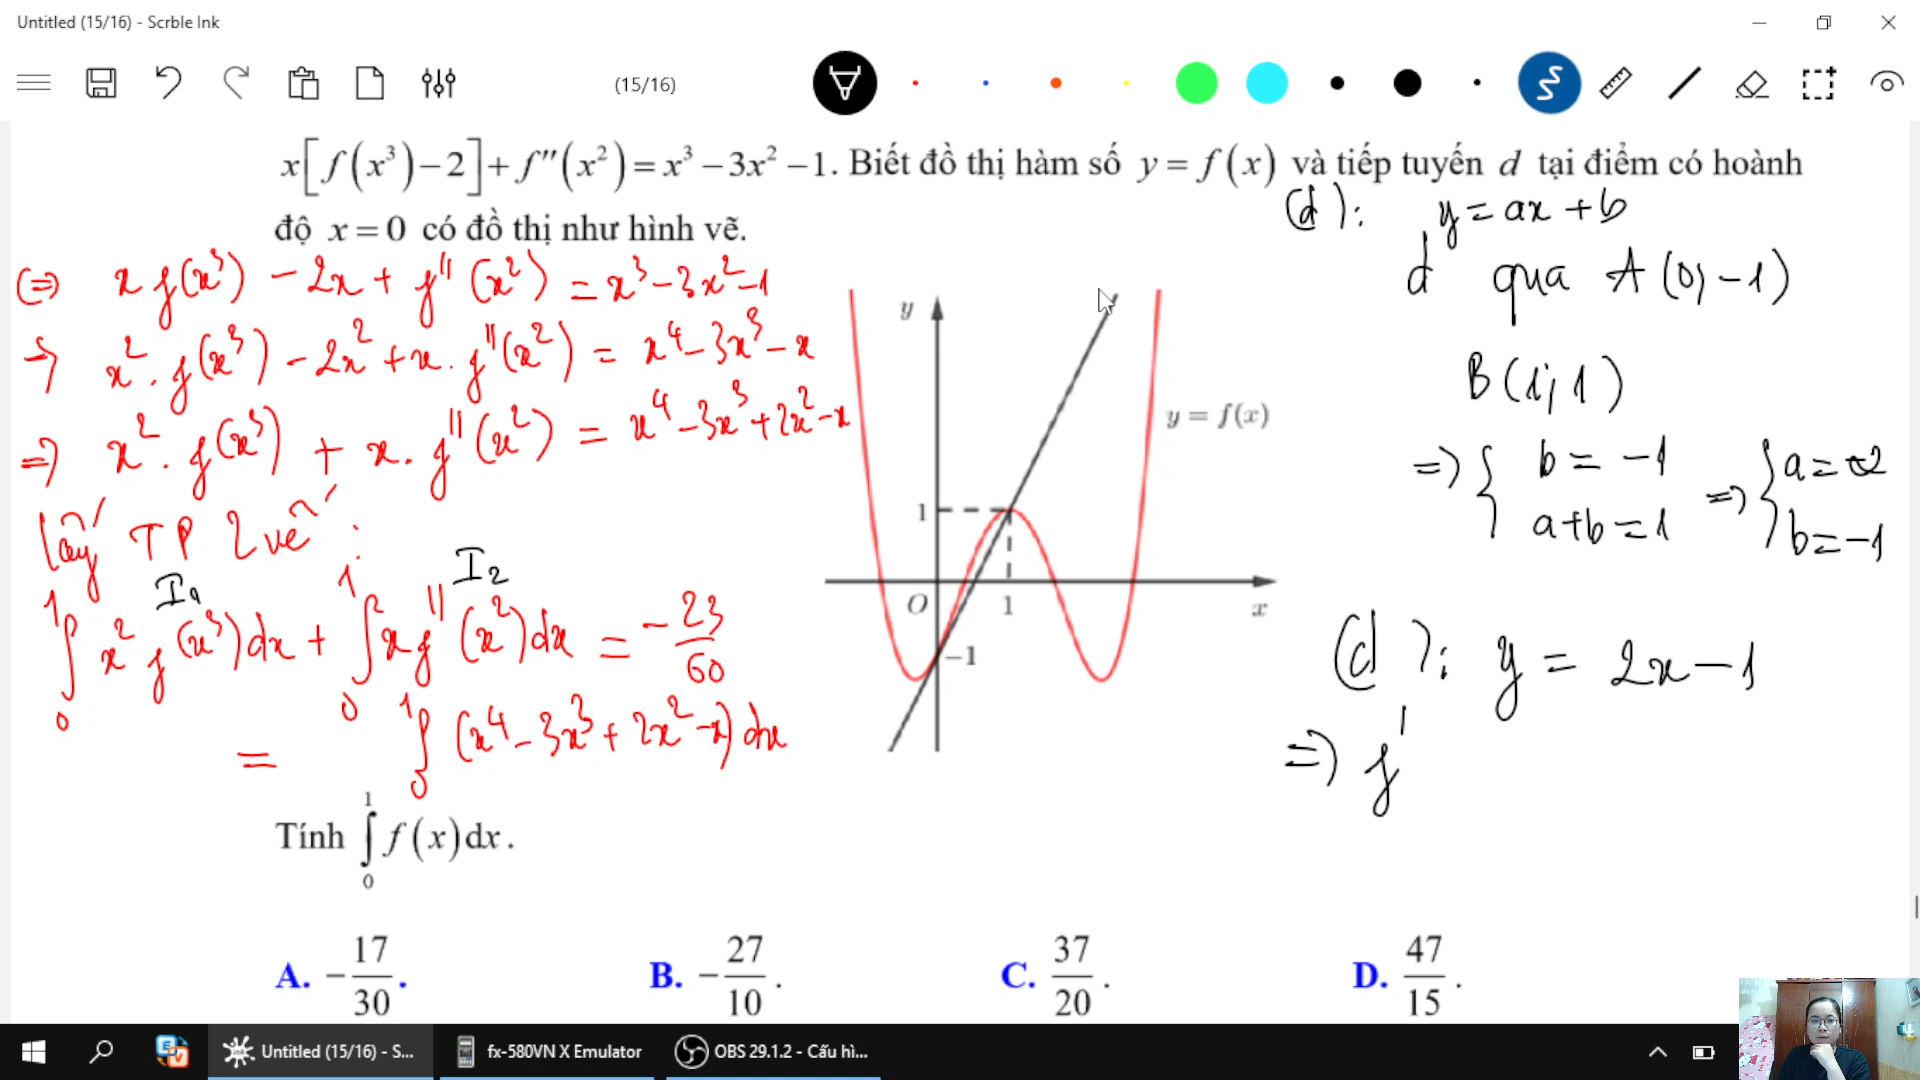 Untitled (15/16) - Scrble Ink
(15/16)
x[f(x³)−2]+f″(x²)=x³−3x²−1. Biết đồ thị hàm số y=f(x) và tiếp tuyến d tại điểm có hoành
độ x=0 có đồ thị như hình vẽ.
(=) x f(x³) − 2x + f″(x²) = x³−3x²−1
=> x². f(x³) − 2x² + x. f″(x²) = x⁴−3x³−x
=> x². f(x³) + x. f″(x²) = x⁴−3x³+2x²−x
lấy TP 2 vế :
I₁ I₂
∫₀¹ x² f(x³)dx + ∫₀¹ x f″(x²)dx = −23/60
= ∫₀¹ (x⁴−3x³+2x²−x)dx
y
y = f(x)
1
O
1
x
−1
(d): y=ax+b
d qua A(0;−1)
B(1;1)
=> { b=−1
a+b=1
=> { a=2
b=−1
(d): y = 2x−1
=> f'
Tính ∫₀¹ f(x)dx.
A. −17/30.
B. −27/10.
C. 37/20.
D. 47/15.
Untitled (15/16) - S...
fx-580VN X Emulator
OBS 29.1.2 - Cấu hì...